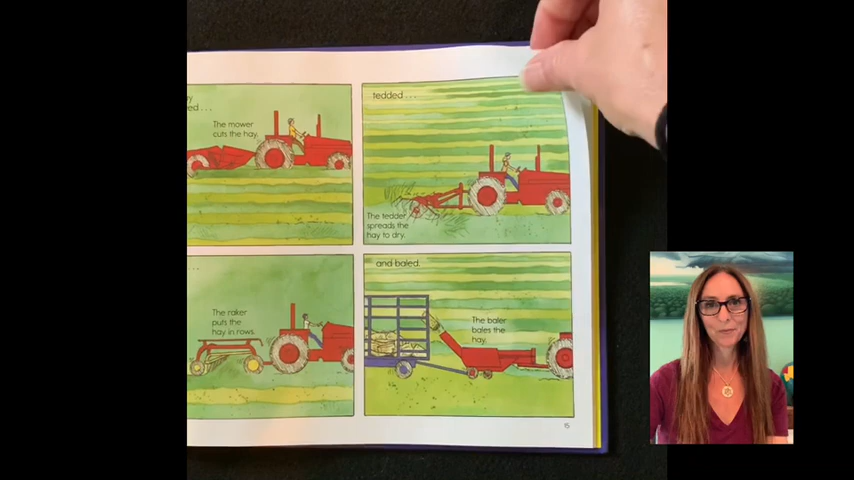 The mower
cuts the hay.
tedded . . .
The tedder
spreads the
hay to dry.
. . .
The raker
puts the
hay in rows.
and baled.
The baler
bales the
hay.
15